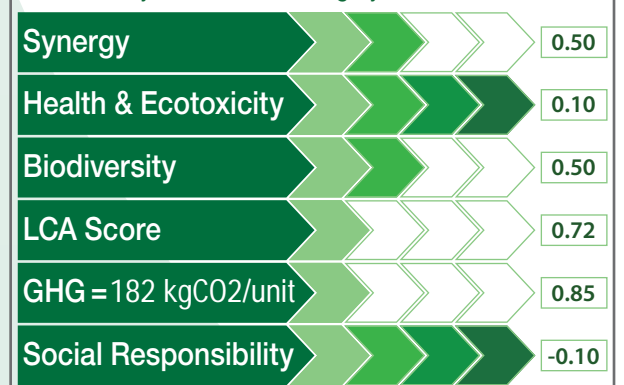 Synergy 0.50
Health & Ecotoxicity 0.10
Biodiversity 0.50
LCA Score 0.72
GHG = 182 kgCO2/unit 0.85
Social Responsibility -0.10